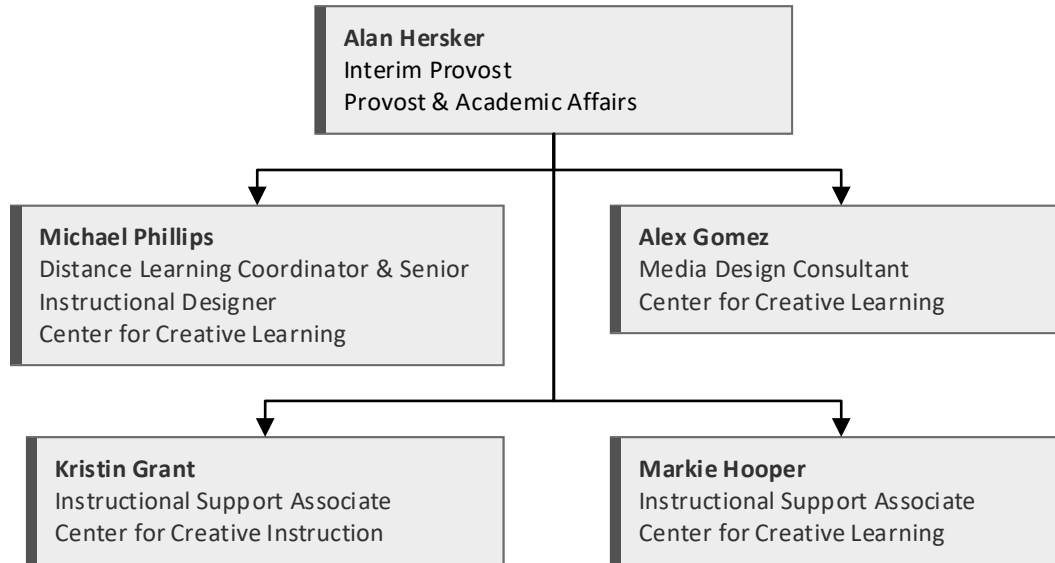 Alan Hersker
Interim Provost
Provost & Academic Affairs
Michael Phillips
Distance Learning Coordinator & Senior
Instructional Designer
Center for Creative Learning
Alex Gomez
Media Design Consultant
Center for Creative Learning
Kristin Grant
Instructional Support Associate
Center for Creative Instruction
Markie Hooper
Instructional Support Associate
Center for Creative Learning